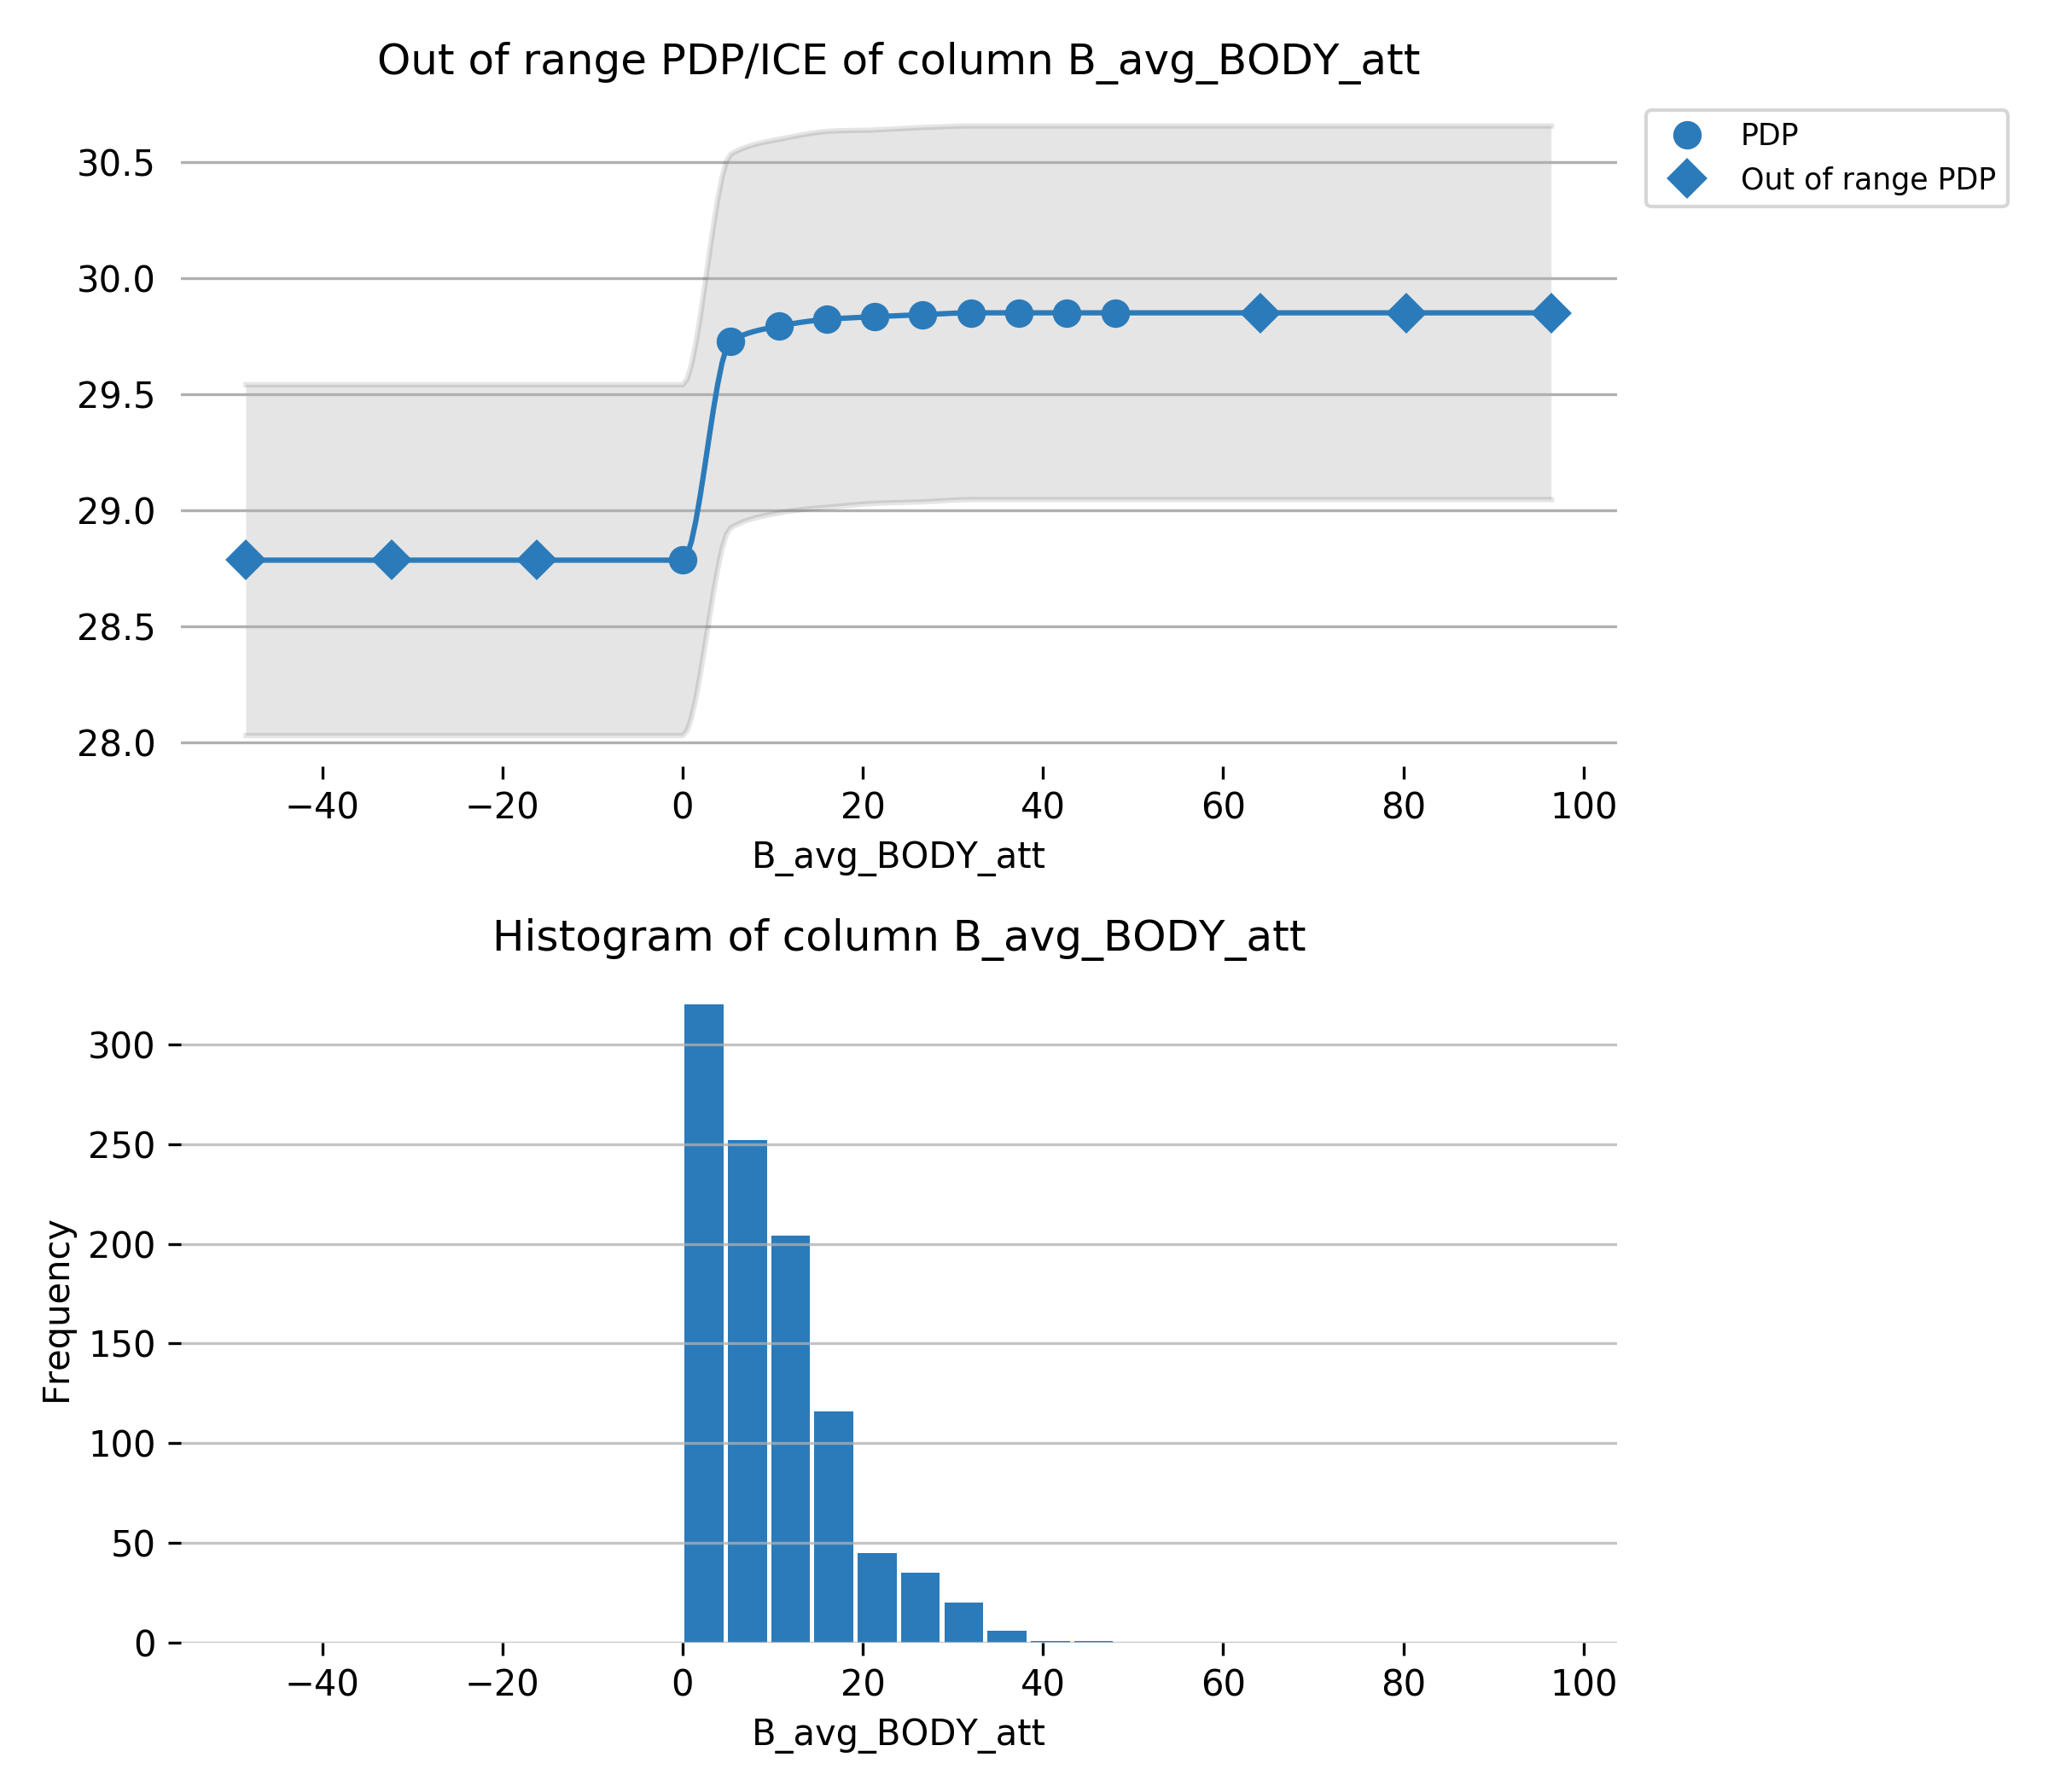 Out of range PDP/ICE of column B_avg_BODY_att
PDP
Out of range PDP
30.5
30.0
29.5
29.0
28.5
28.0
−40 −20 0 20 40 60 80 100
B_avg_BODY_att
Histogram of column B_avg_BODY_att
Frequency
300
250
200
150
100
50
0
−40 −20 0 20 40 60 80 100
B_avg_BODY_att